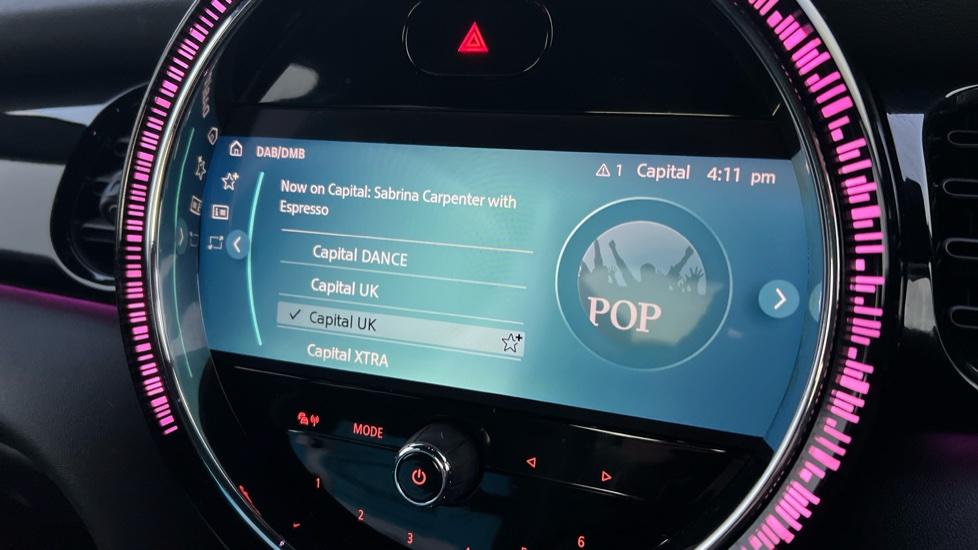 DAB/DMB
1 Capital 4:11 pm
Now on Capital: Sabrina Carpenter with
Espresso
Capital DANCE
Capital UK
Capital UK
Capital XTRA
POP
MODE
1
2
3
6